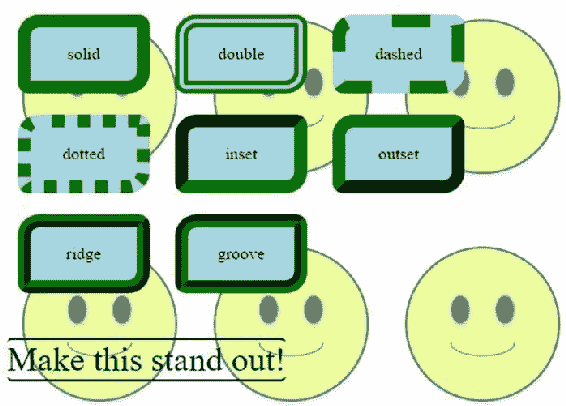 solid double dashed
dotted inset outset
ridge groove
Make this stand out!